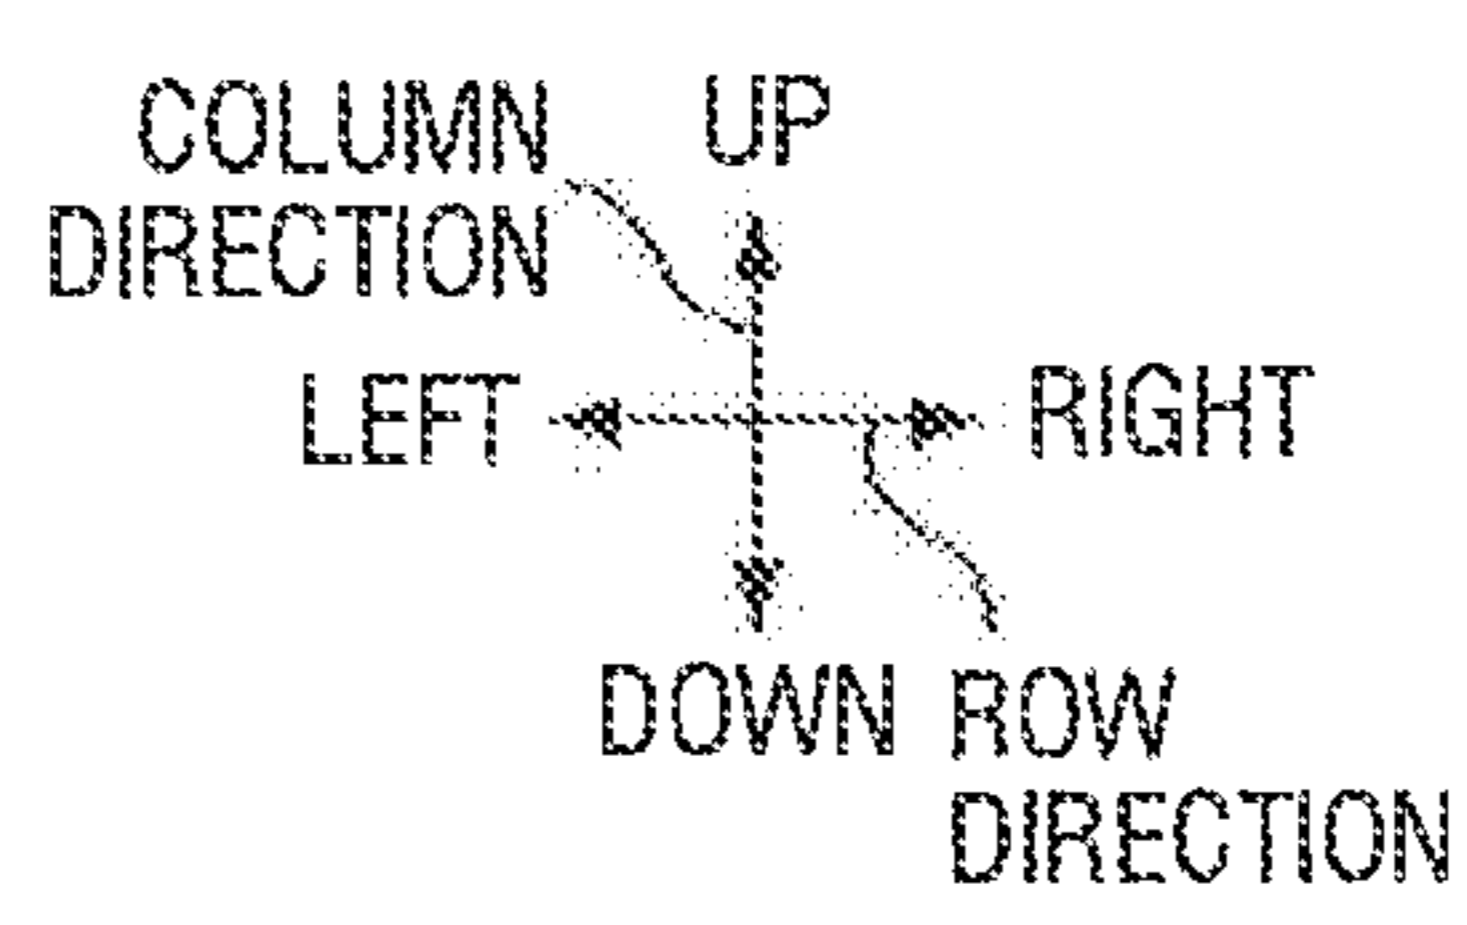 COLUMN
DIRECTION
UP
LEFT
RIGHT
DOWN
ROW
DIRECTION